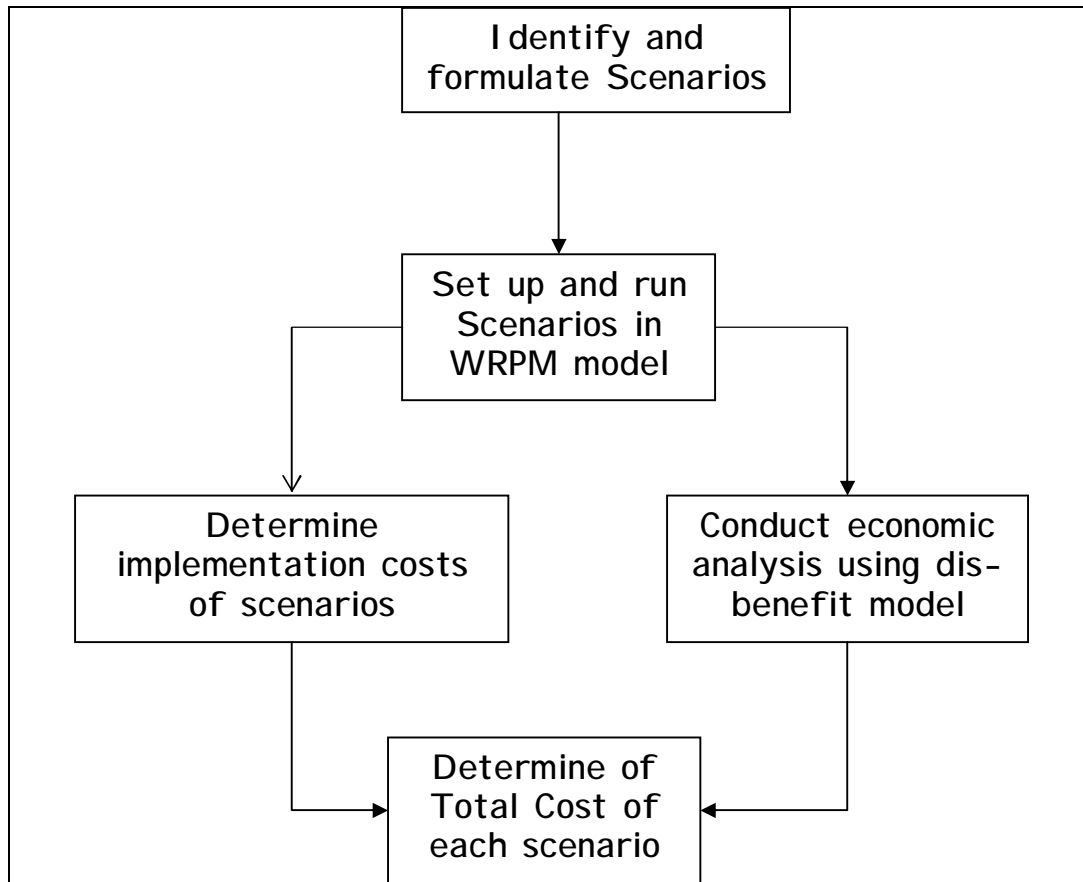 Identify and
formulate Scenarios
Set up and run
Scenarios in
WRPM model
Determine
implementation costs
of scenarios
Conduct economic
analysis using dis-
benefit model
Determine of
Total Cost of
each scenario